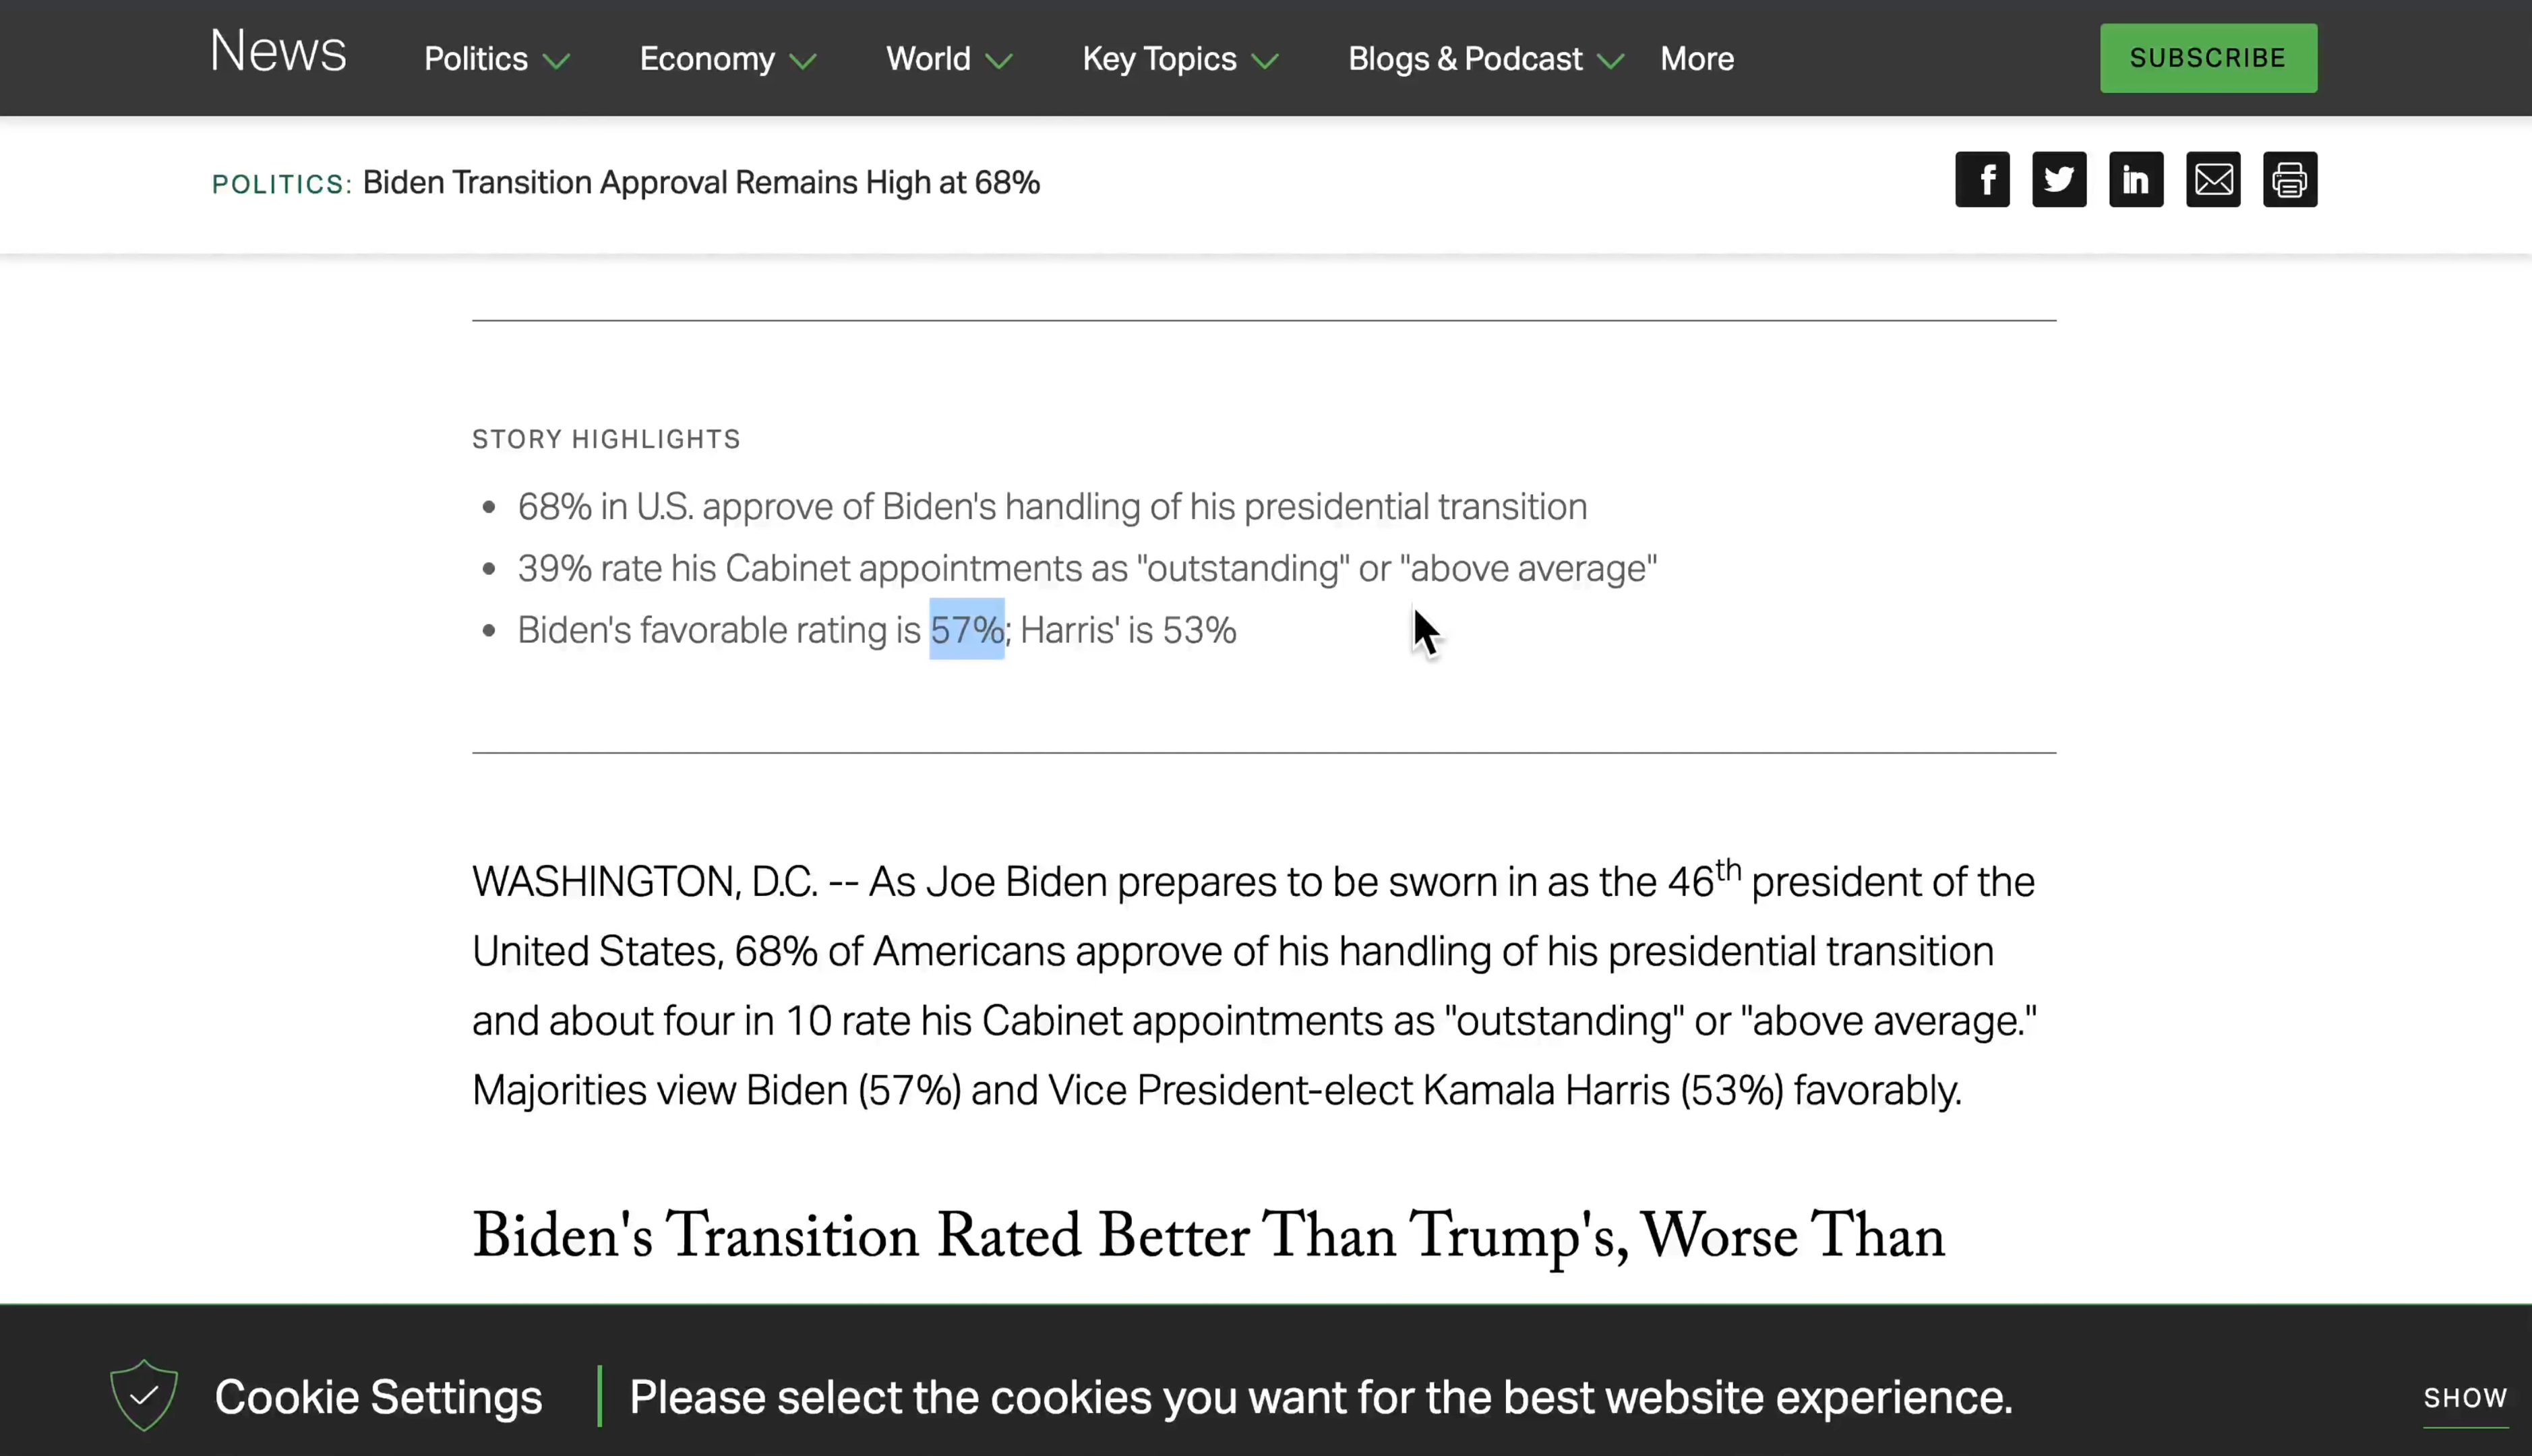 News Politics Economy World Key Topics Blogs & Podcast More SUBSCRIBE
POLITICS: Biden Transition Approval Remains High at 68%
STORY HIGHLIGHTS
• 68% in U.S. approve of Biden's handling of his presidential transition
• 39% rate his Cabinet appointments as "outstanding" or "above average"
• Biden's favorable rating is 57%; Harris' is 53%
WASHINGTON, D.C. -- As Joe Biden prepares to be sworn in as the 46th president of the
United States, 68% of Americans approve of his handling of his presidential transition
and about four in 10 rate his Cabinet appointments as "outstanding" or "above average."
Majorities view Biden (57%) and Vice President-elect Kamala Harris (53%) favorably.
Biden's Transition Rated Better Than Trump's, Worse Than
Cookie Settings Please select the cookies you want for the best website experience. SHOW